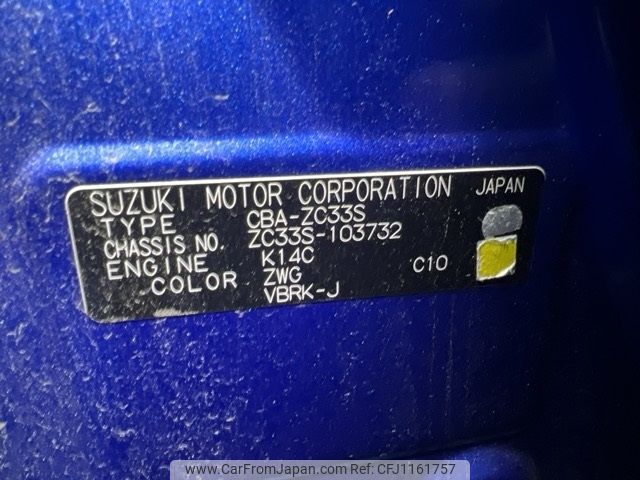 SUZUKI MOTOR CORPORATION JAPAN
TYPE CBA-ZC33S
CHASSIS NO. ZC33S-103732
ENGINE K14C
COLOR ZWG C10
VBRK-J
www.CarFromJapan.com Ref No: CFJ1161757